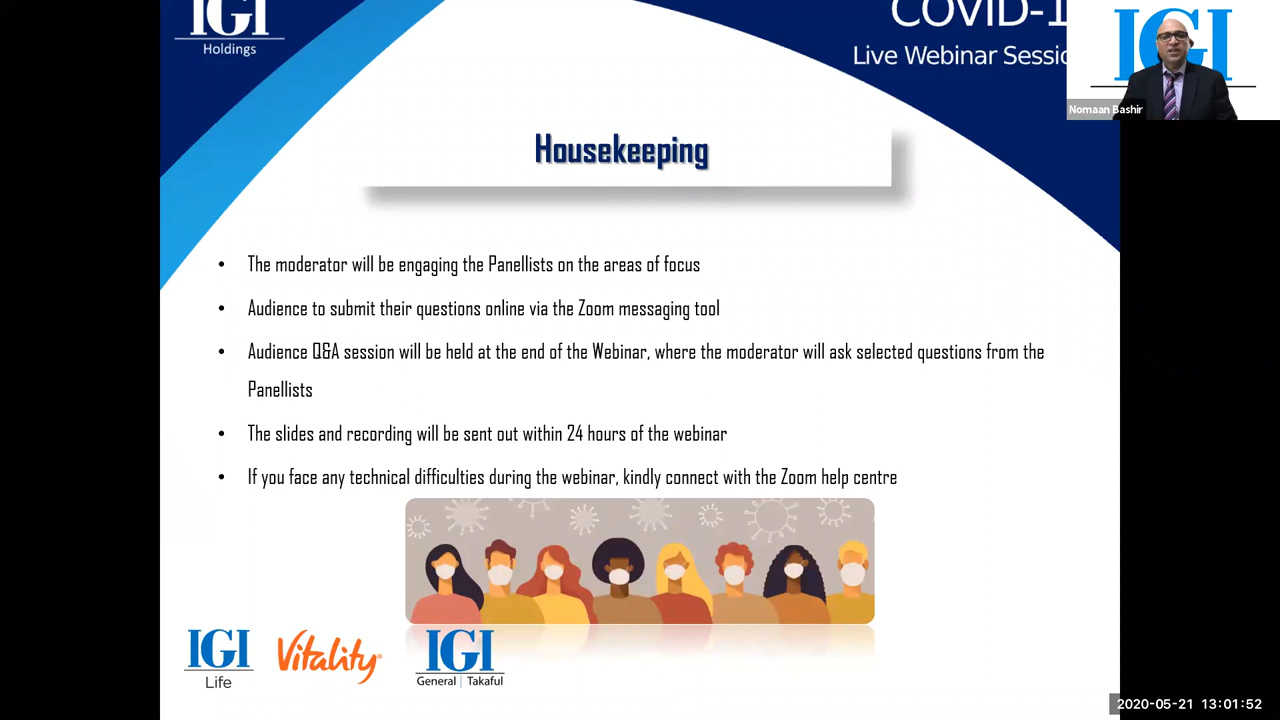 IGI
Holdings
COVID-1
Live Webinar Sessio
IGI
Nomaan Bashir
Housekeeping
• The moderator will be engaging the Panellists on the areas of focus
• Audience to submit their questions online via the Zoom messaging tool
• Audience Q&A session will be held at the end of the Webinar, where the moderator will ask selected questions from the
Panellists
• The slides and recording will be sent out within 24 hours of the webinar
• If you face any technical difficulties during the webinar, kindly connect with the Zoom help centre
IGI
Life
Vitality®
IGI
General | Takaful
2020-05-21 13:01:52